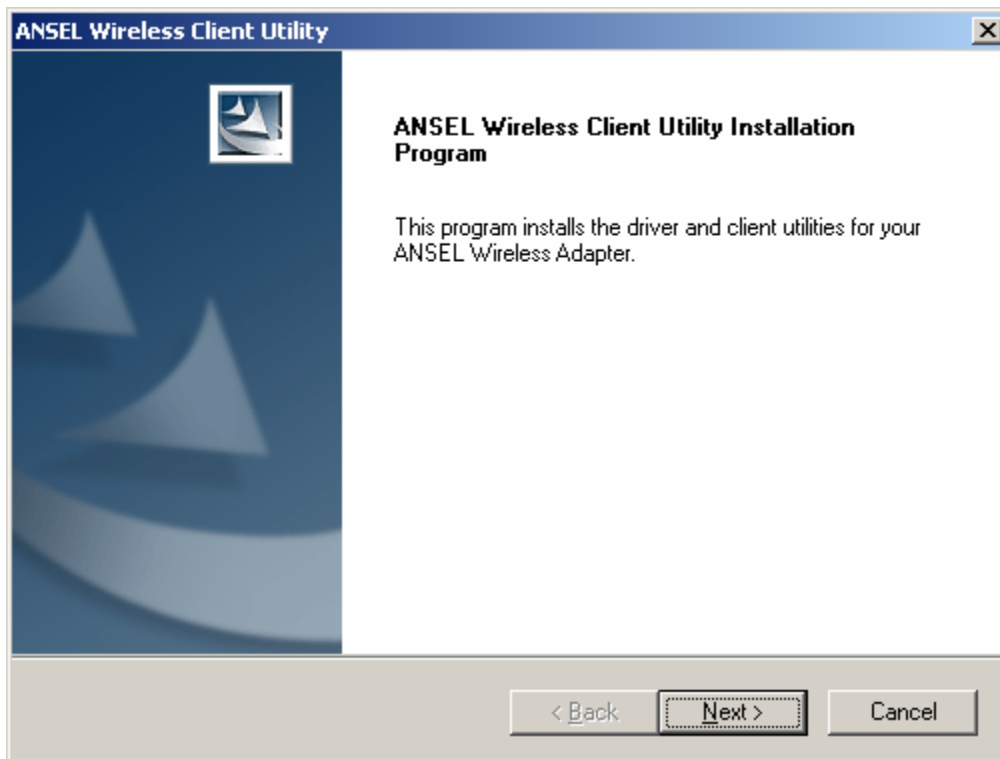 ANSEL Wireless Client Utility
ANSEL Wireless Client Utility Installation
Program
This program installs the driver and client utilities for your
ANSEL Wireless Adapter.
< Back
Next >
Cancel